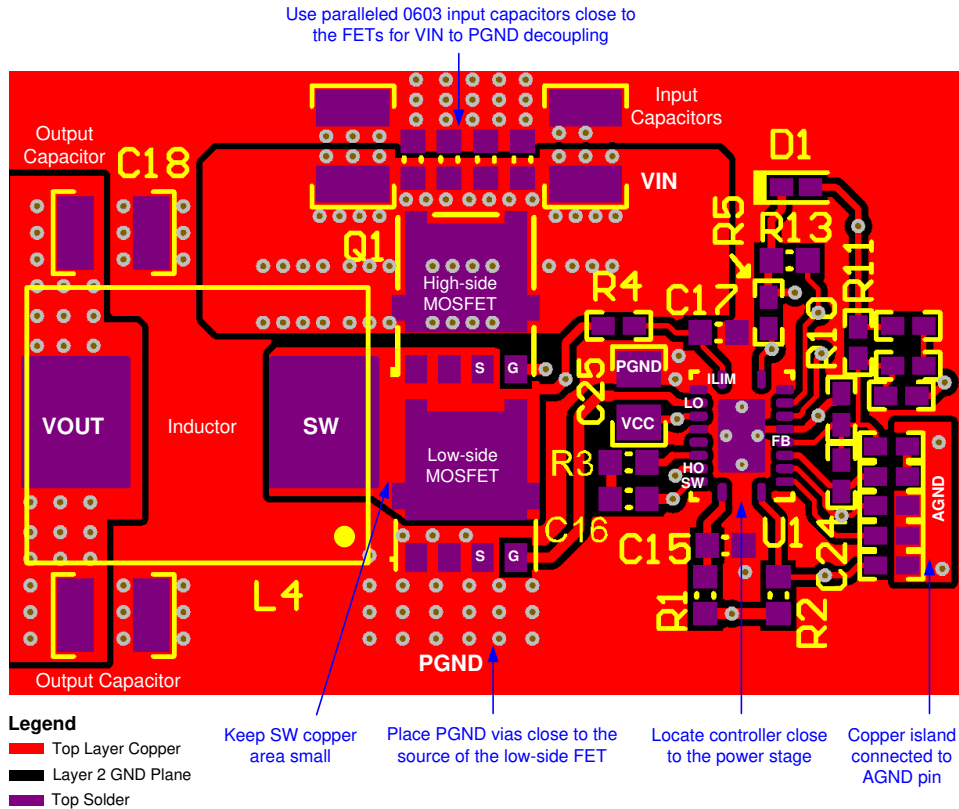 Use paralleled 0603 input capacitors close to
the FETs for VIN to PGND decoupling
Output
Capacitor
C18
Input
Capacitors
VIN
D1
R5
R13
Q1
High-side
MOSFET
R4
C17
R10
R11
S
G
PGND
ILIM
C25
LO
VCC
FB
VOUT
Inductor
SW
Low-side
MOSFET
R3
HO
SW
AGND
C16
S
G
C15
U1
C24
L4
R1
R2
PGND
Output Capacitor
Legend
Top Layer Copper
Layer 2 GND Plane
Top Solder
Keep SW copper
area small
Place PGND vias close to the
source of the low-side FET
Locate controller close
to the power stage
Copper island
connected to
AGND pin